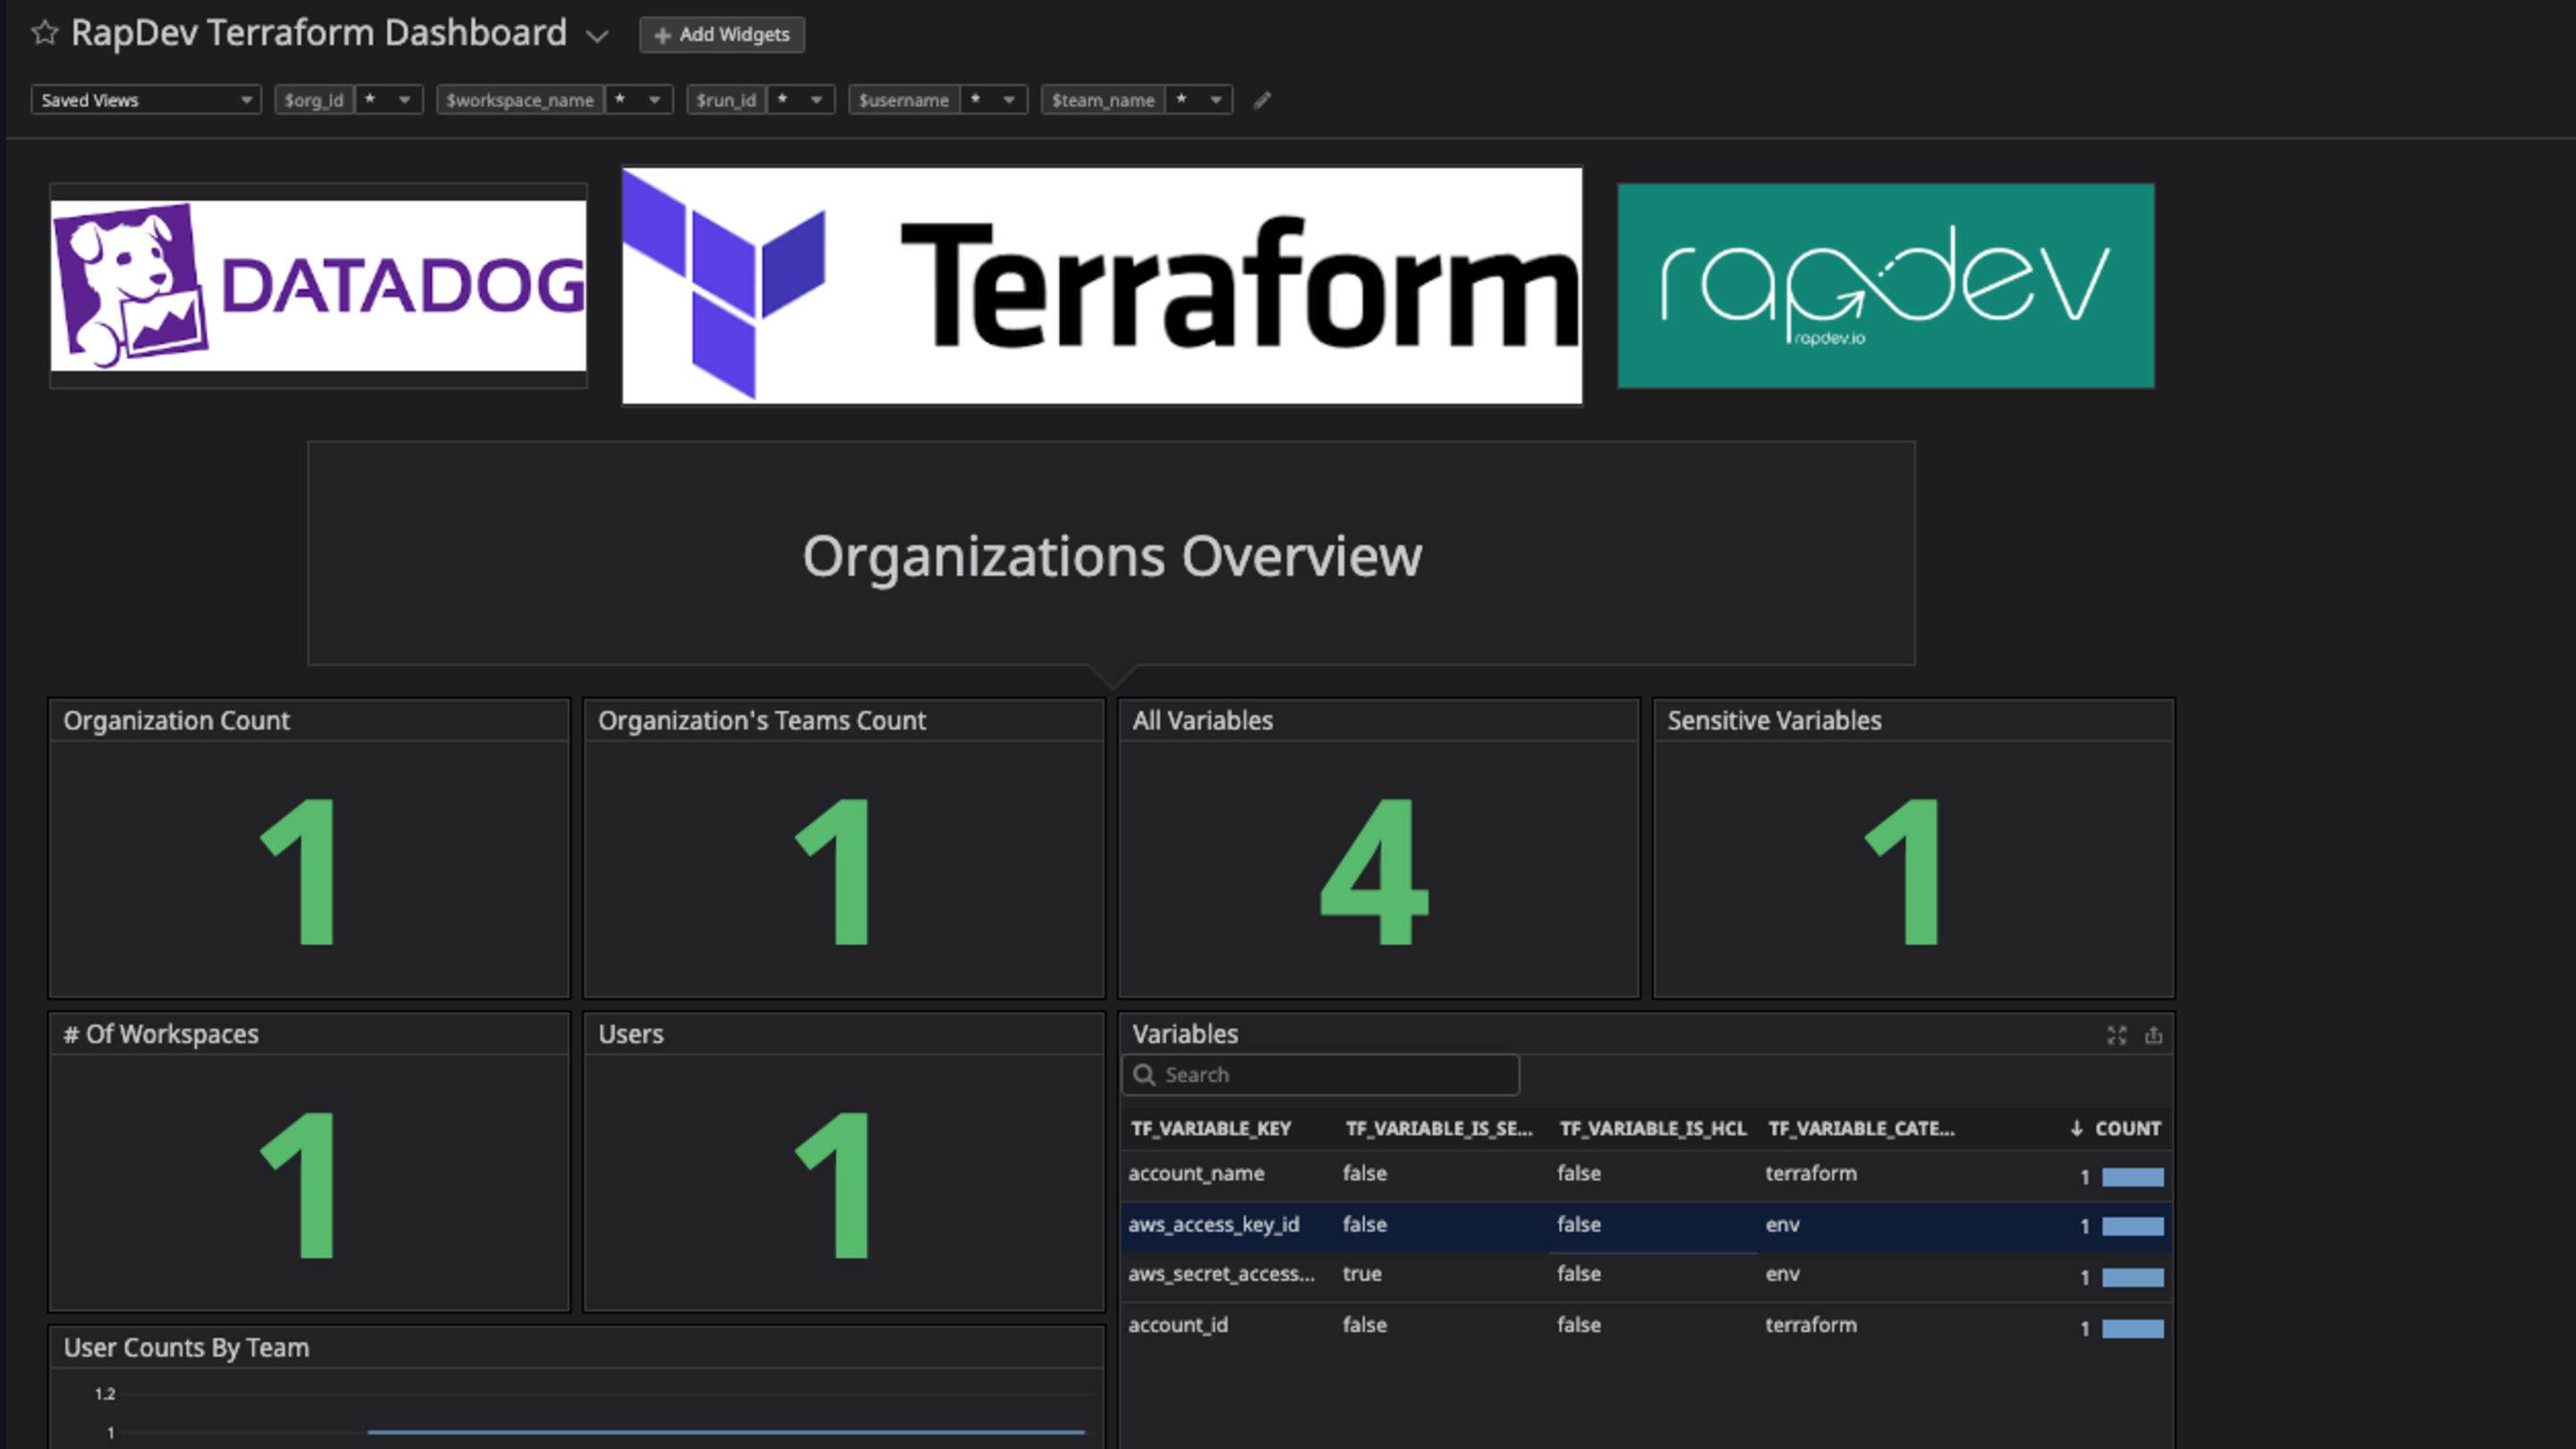 RapDev Terraform Dashboard
+ Add Widgets
Saved Views
$org_id *
$workspace_name *
$run_id *
$username *
$team_name *
DATADOG
Terraform
rapdev
rapdev.io
Organizations Overview
Organization Count
1
Organization's Teams Count
1
All Variables
4
Sensitive Variables
1
# Of Workspaces
1
Users
1
Variables
Search
TF_VARIABLE_KEY TF_VARIABLE_IS_SE... TF_VARIABLE_IS_HCL TF_VARIABLE_CATE... ↓ COUNT
account_name false false terraform 1
aws_access_key_id false false env 1
aws_secret_access... true false env 1
account_id false false terraform 1
User Counts By Team
1.2
1